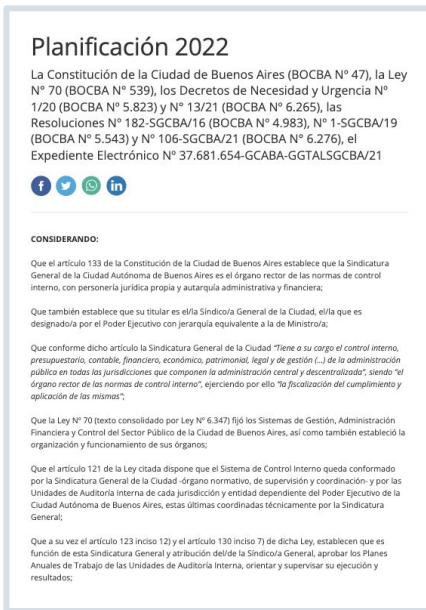 Planificación 2022
La Constitución de la Ciudad de Buenos Aires (BOCBA Nº 47), la Ley
Nº 70 (BOCBA Nº 539), los Decretos de Necesidad y Urgencia Nº
1/20 (BOCBA Nº 5.823) y Nº 13/21 (BOCBA Nº 6.265), las
Resoluciones Nº 182-SGCBA/16 (BOCBA Nº 4.983), Nº 1-SGCBA/19
(BOCBA Nº 5.543) y Nº 106-SGCBA/21 (BOCBA Nº 6.276), el
Expediente Electrónico Nº 37.681.654-GCABA-GGTALSGCBA/21
CONSIDERANDO:
Que el artículo 133 de la Constitución de la Ciudad de Buenos Aires establece que la Sindicatura
General de la Ciudad Autónoma de Buenos Aires es el órgano rector de las normas de control
interno, con personería jurídica propia y autarquía administrativa y financiera;
Que también establece que su titular es el/la Síndico/a General de la Ciudad, el/la que es
designado/a por el Poder Ejecutivo con jerarquía equivalente a la de Ministro/a;
Que conforme dicho artículo la Sindicatura General de la Ciudad "Tiene a su cargo el control interno,
presupuestario, contable, financiero, económico, patrimonial, legal y de gestión (...) de la administración
pública en todas las jurisdicciones que componen la administración central y descentralizada", siendo "el
órgano rector de las normas de control interno", ejerciendo por ello "la fiscalización del cumplimiento y
aplicación de las mismas";
Que la Ley Nº 70 (texto consolidado por Ley Nº 6.347) fijó los Sistemas de Gestión, Administración
Financiera y Control del Sector Público de la Ciudad de Buenos Aires, así como también estableció la
organización y funcionamiento de sus órganos;
Que el artículo 121 de la Ley citada dispone que el Sistema de Control Interno queda conformado
por la Sindicatura General de la Ciudad -órgano normativo, de supervisión y coordinación- y por las
Unidades de Auditoría Interna de cada jurisdicción y entidad dependiente del Poder Ejecutivo de la
Ciudad Autónoma de Buenos Aires, estas últimas coordinadas técnicamente por la Sindicatura
General;
Que a su vez el artículo 123 inciso 12) y el artículo 130 inciso 7) de dicha Ley, establecen que es
función de esta Sindicatura General y atribución del/de la Síndico/a General, aprobar los Planes
Anuales de Trabajo de las Unidades de Auditoría Interna, orientar y supervisar su ejecución y
resultados;